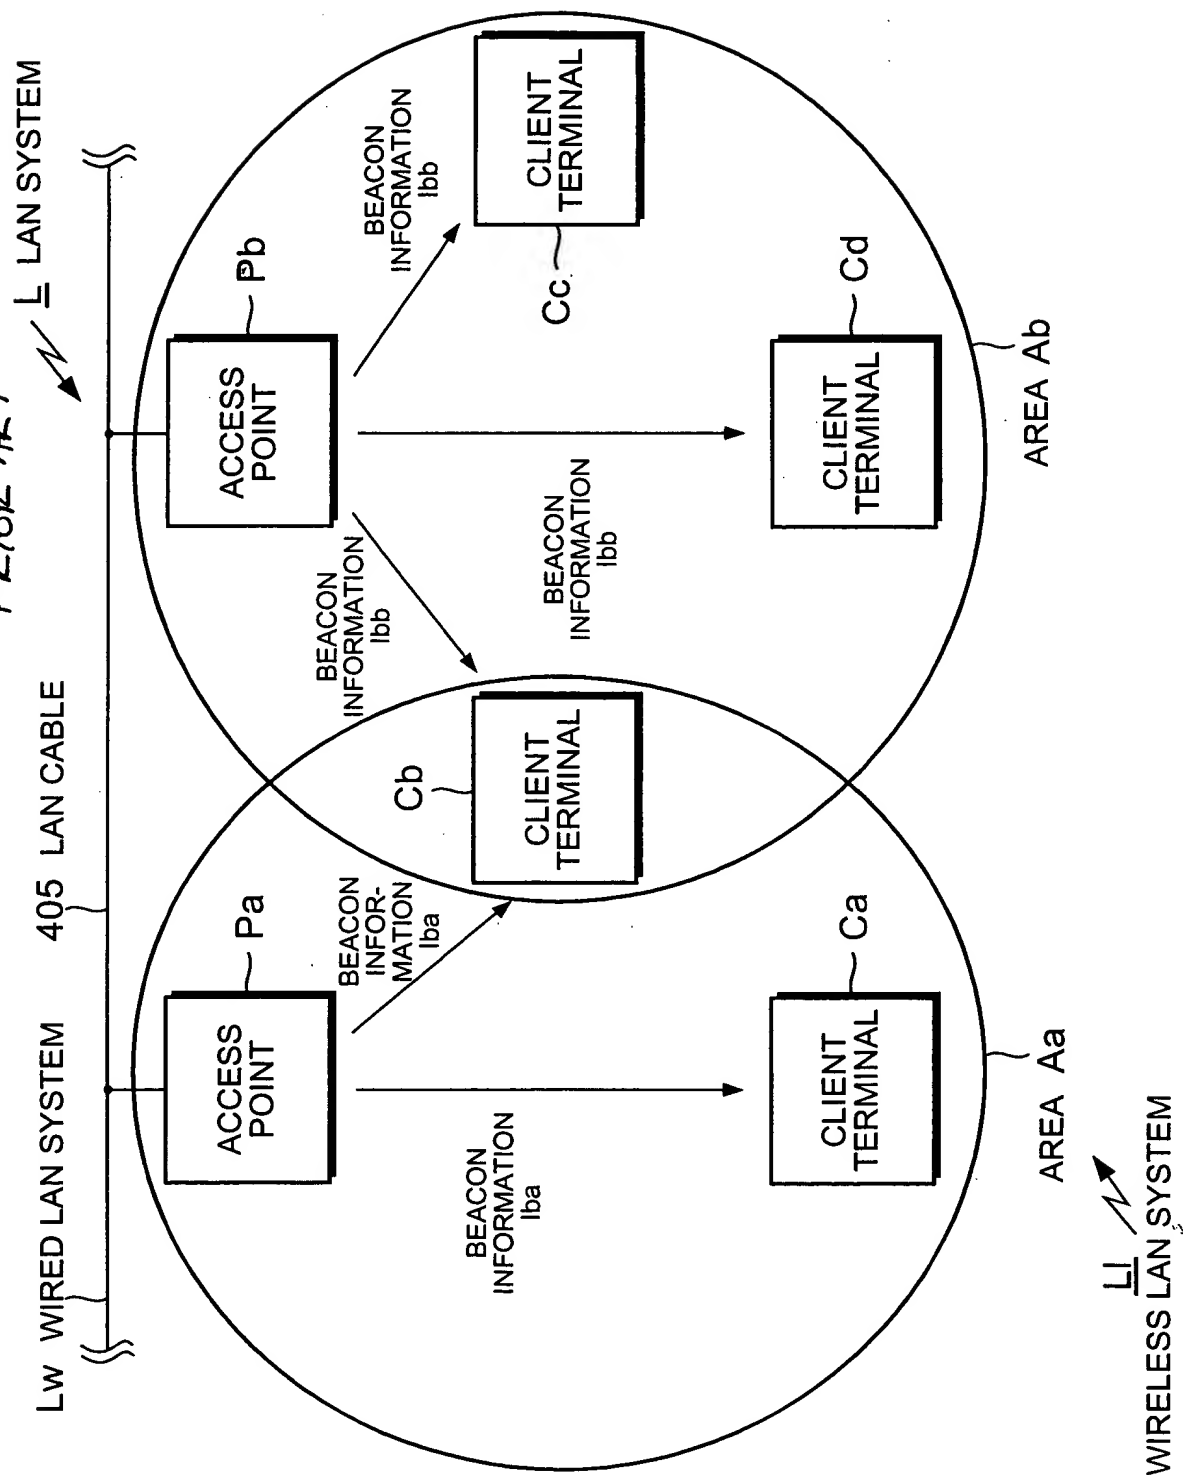 L LAN SYSTEM
Lw WIRED LAN SYSTEM
405 LAN CABLE
ACCESS
POINT
Pa
ACCESS
POINT
Pb
BEACON
INFORMATION
Iba
BEACON
INFOR-
MATION
Iba
BEACON
INFORMATION
Ibb
BEACON
INFORMATION
Ibb
BEACON
INFORMATION
Ibb
Cb
CLIENT
TERMINAL
CLIENT
TERMINAL
Cc
CLIENT
TERMINAL
Ca
CLIENT
TERMINAL
Cd
AREA Aa
AREA Ab
LI
WIRELESS LAN SYSTEM